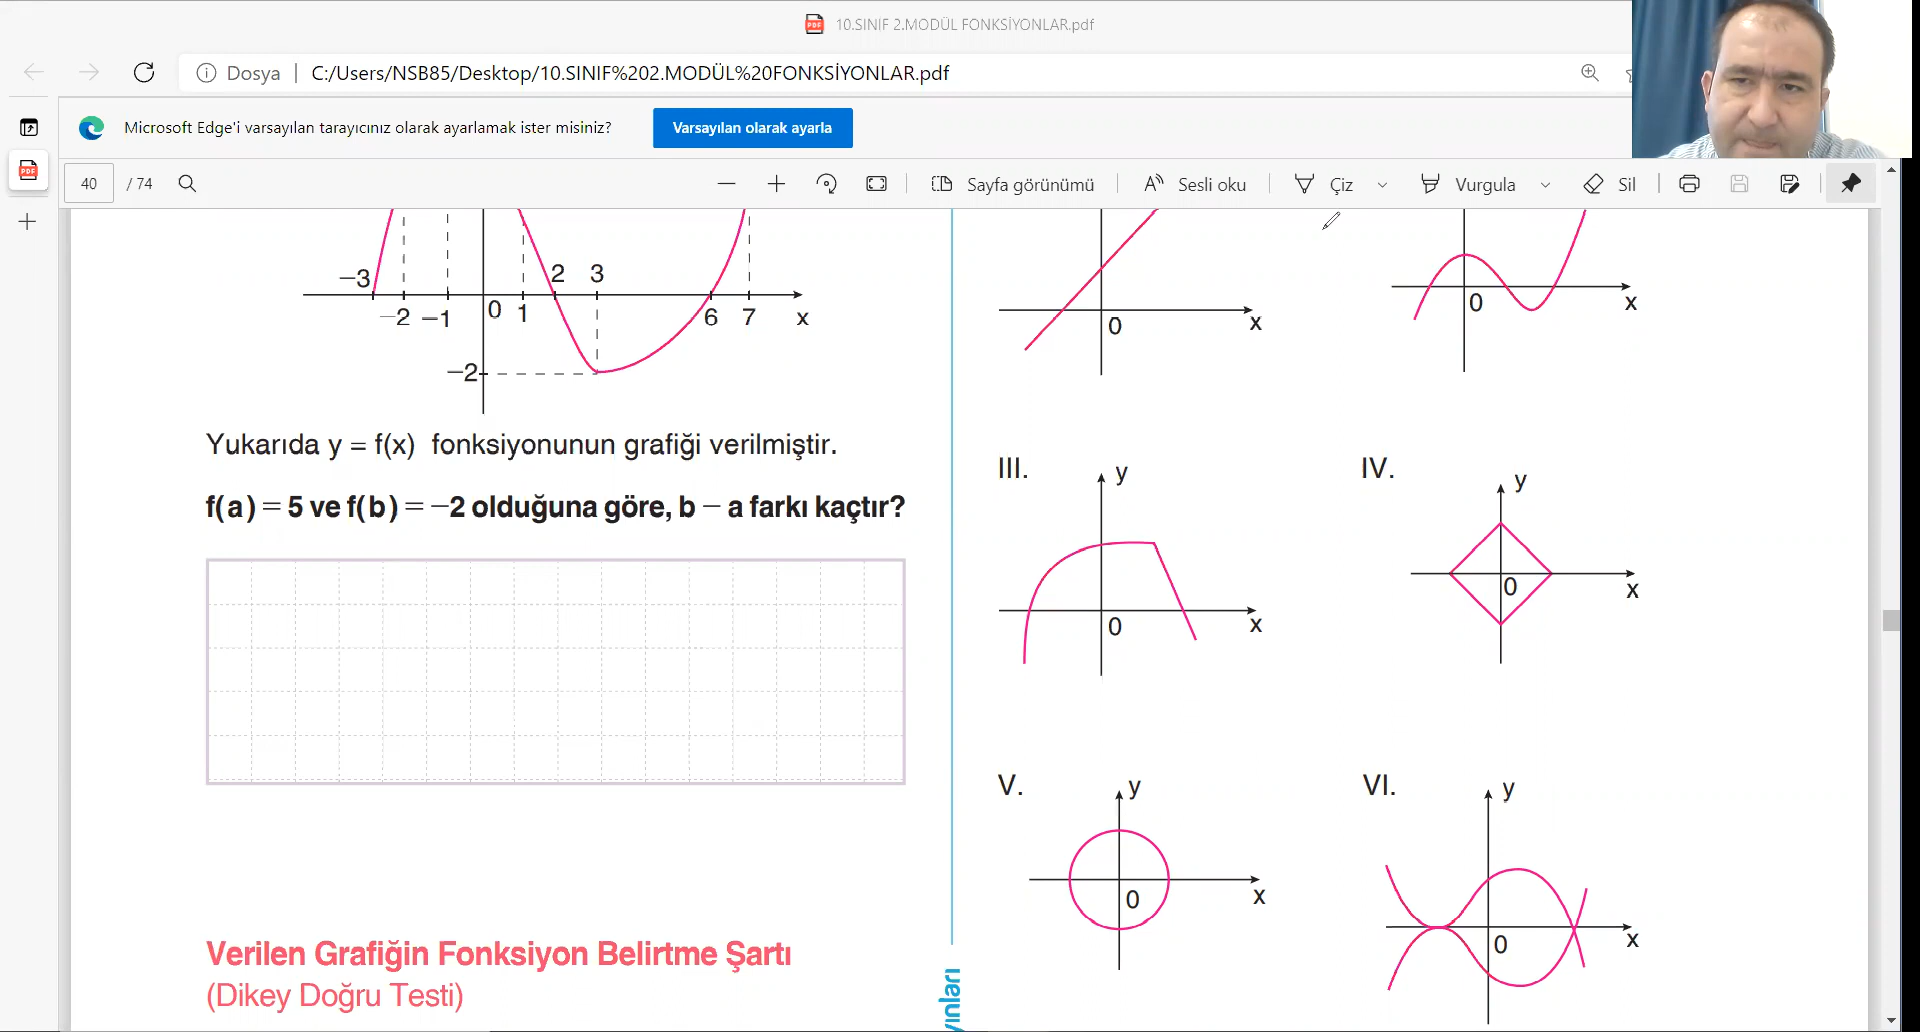 10.SINIF 2.MODÜL FONKSİYONLAR.pdf
Dosya | C:/Users/NSB85/Desktop/10.SINIF%202.MODÜL%20FONKSİYONLAR.pdf
Microsoft Edge'i varsayılan tarayıcınız olarak ayarlamak ister misiniz? Varsayılan olarak ayarla
40 / 74 Sayfa görünümü Sesli oku Çiz Vurgula Sil
−3 2 3
−2 −1 0 1 6 7 x
−2
Yukarıda y = f(x) fonksiyonunun grafiği verilmiştir.
f(a) = 5 ve f(b) = −2 olduğuna göre, b − a farkı kaçtır?
Verilen Grafiğin Fonksiyon Belirtme Şartı
(Dikey Doğru Testi)
yınları
0 x
0 x
III. y
0 x
IV. y
0 x
V. y
0 x
VI. y
0 x